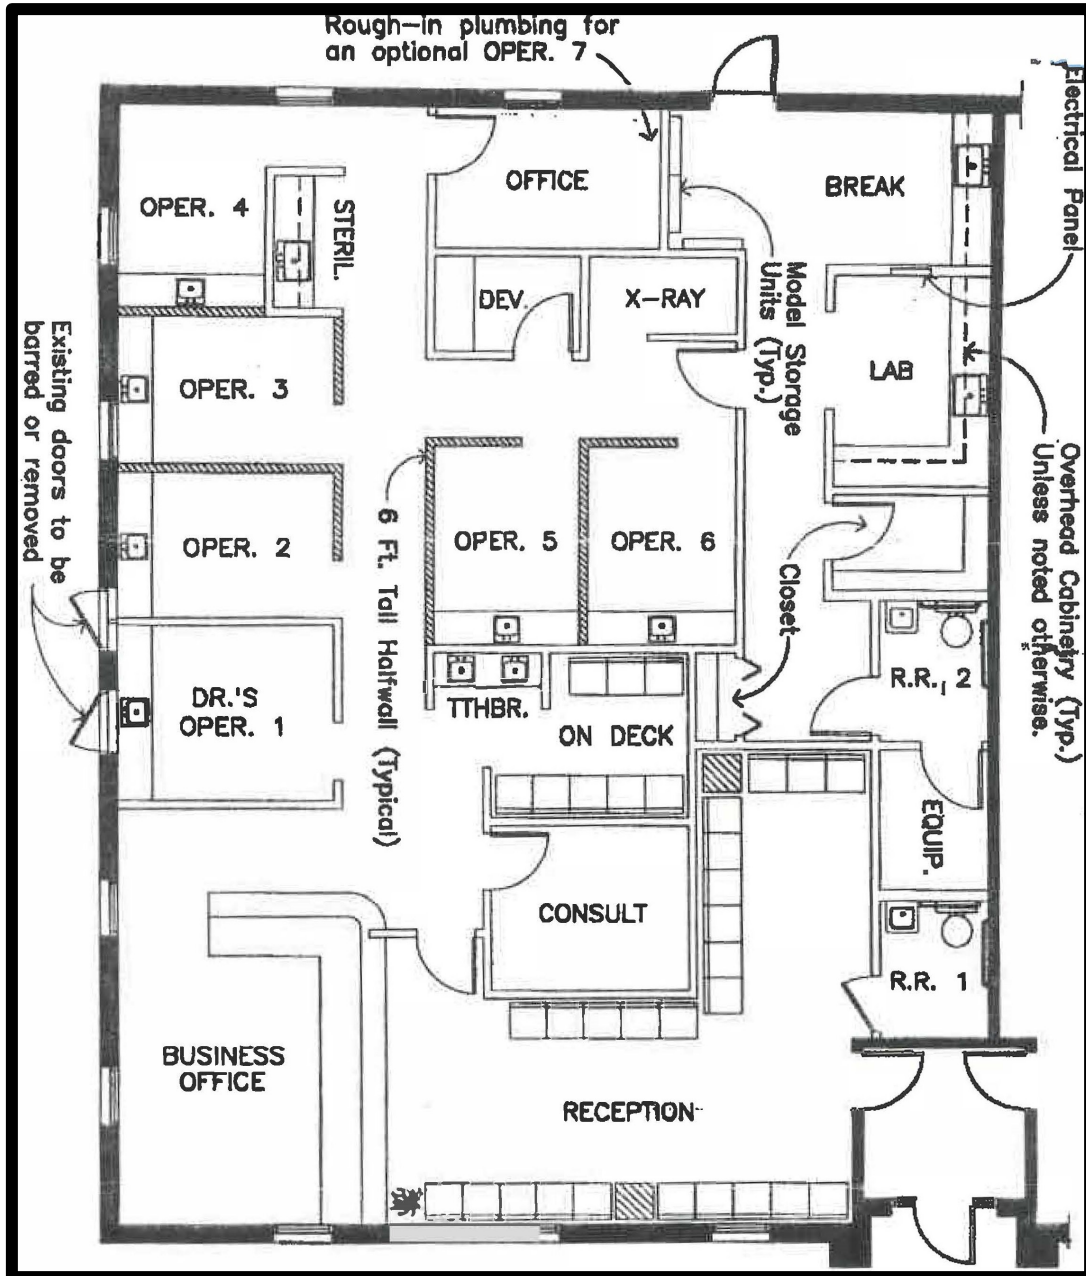 Rough-in plumbing for
an optional OPER. 7
Electrical Panel
OFFICE
BREAK
OPER. 4
STERIL.
DEV.
X-RAY
Model Storage
Units (Typ.)
LAB
OPER. 3
Existing doors to be
barred or removed
Overhead Cabinetry (Typ.)
Unless noted otherwise.
OPER. 2
OPER. 5
OPER. 6
6 Ft. Tall Halfwall (Typical)
Closet
DR.'S
OPER. 1
TTHBR.
ON DECK
R.R. 2
EQUIP.
CONSULT
R.R. 1
BUSINESS
OFFICE
RECEPTION